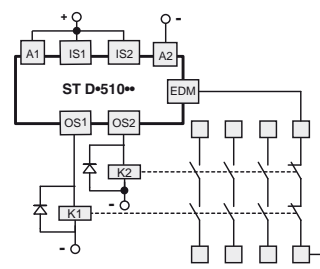 + -
A1 IS1 IS2 A2
ST D•510••
EDM
OS1 OS2
K2
-
K1
-